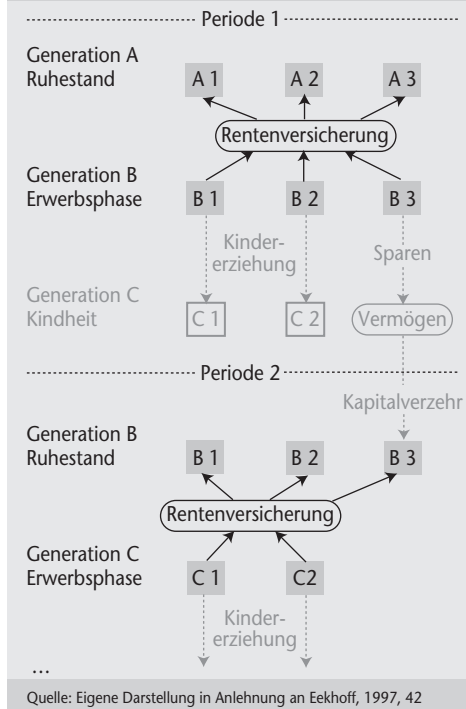 Periode 1
Generation A
Ruhestand
A 1 A 2 A 3
Rentenversicherung
Generation B
Erwerbsphase
B 1 B 2 B 3
Kinder-
erziehung
Sparen
Generation C
Kindheit
C 1 C 2 Vermögen
Periode 2
Kapitalverzehr
Generation B
Ruhestand
B 1 B 2 B 3
Rentenversicherung
Generation C
Erwerbsphase
C 1 C2
Kinder-
erziehung
...
Quelle: Eigene Darstellung in Anlehnung an Eekhoff, 1997, 42